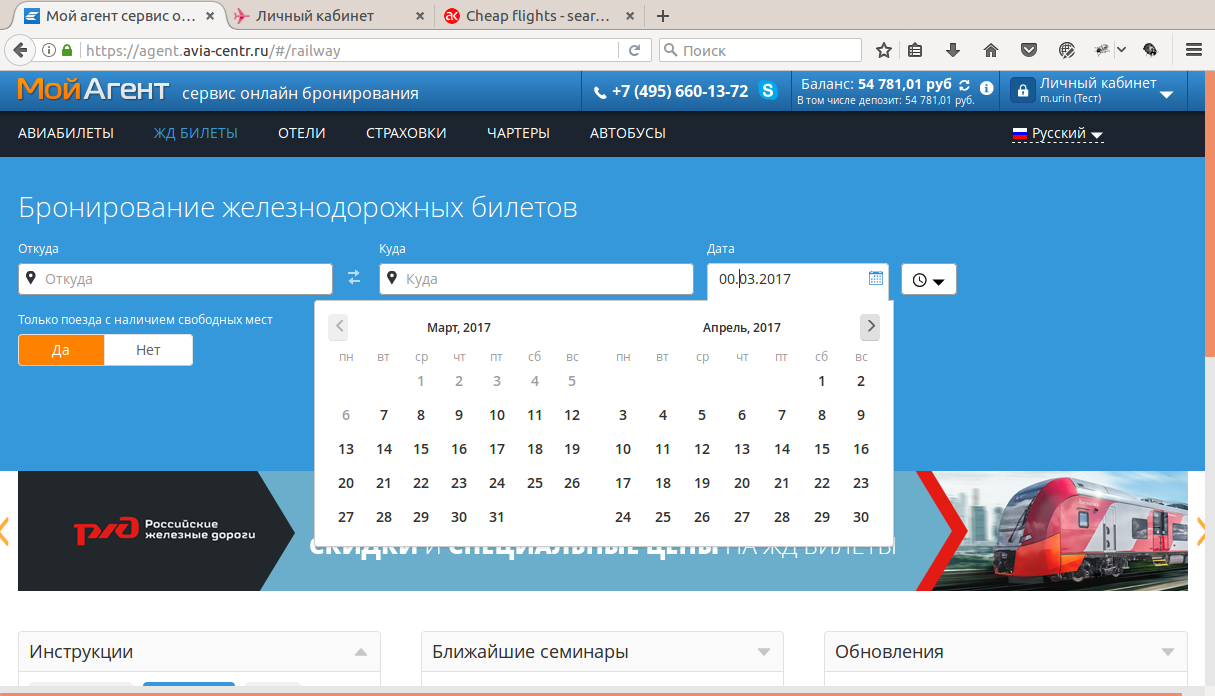 Мой агент сервис о...
Личный кабинет
Cheap flights - sear...
https://agent.avia-centr.ru/#/railway
Поиск
МойАгент сервис онлайн бронирования
+7 (495) 660-13-72
Баланс: 54 781,01 руб
В том числе депозит: 54 781,01 руб.
Личный кабинет
m.urin (Тест)
АВИАБИЛЕТЫ ЖД БИЛЕТЫ ОТЕЛИ СТРАХОВКИ ЧАРТЕРЫ АВТОБУСЫ
Русский
Бронирование железнодорожных билетов
Откуда Куда Дата
Откуда Куда 00.03.2017
Только поезда с наличием свободных мест
Да Нет
Март, 2017 Апрель, 2017
пн вт ср чт пт сб вс пн вт ср чт пт сб вс
1 2 3 4 5 1 2
6 7 8 9 10 11 12 3 4 5 6 7 8 9
13 14 15 16 17 18 19 10 11 12 13 14 15 16
20 21 22 23 24 25 26 17 18 19 20 21 22 23
27 28 29 30 31 24 25 26 27 28 29 30
ржд Российские
железные дороги
СКИДКИ И СПЕЦИАЛЬНЫЕ ЦЕНЫ НА ЖД БИЛЕТЫ
Инструкции
Ближайшие семинары
Обновления